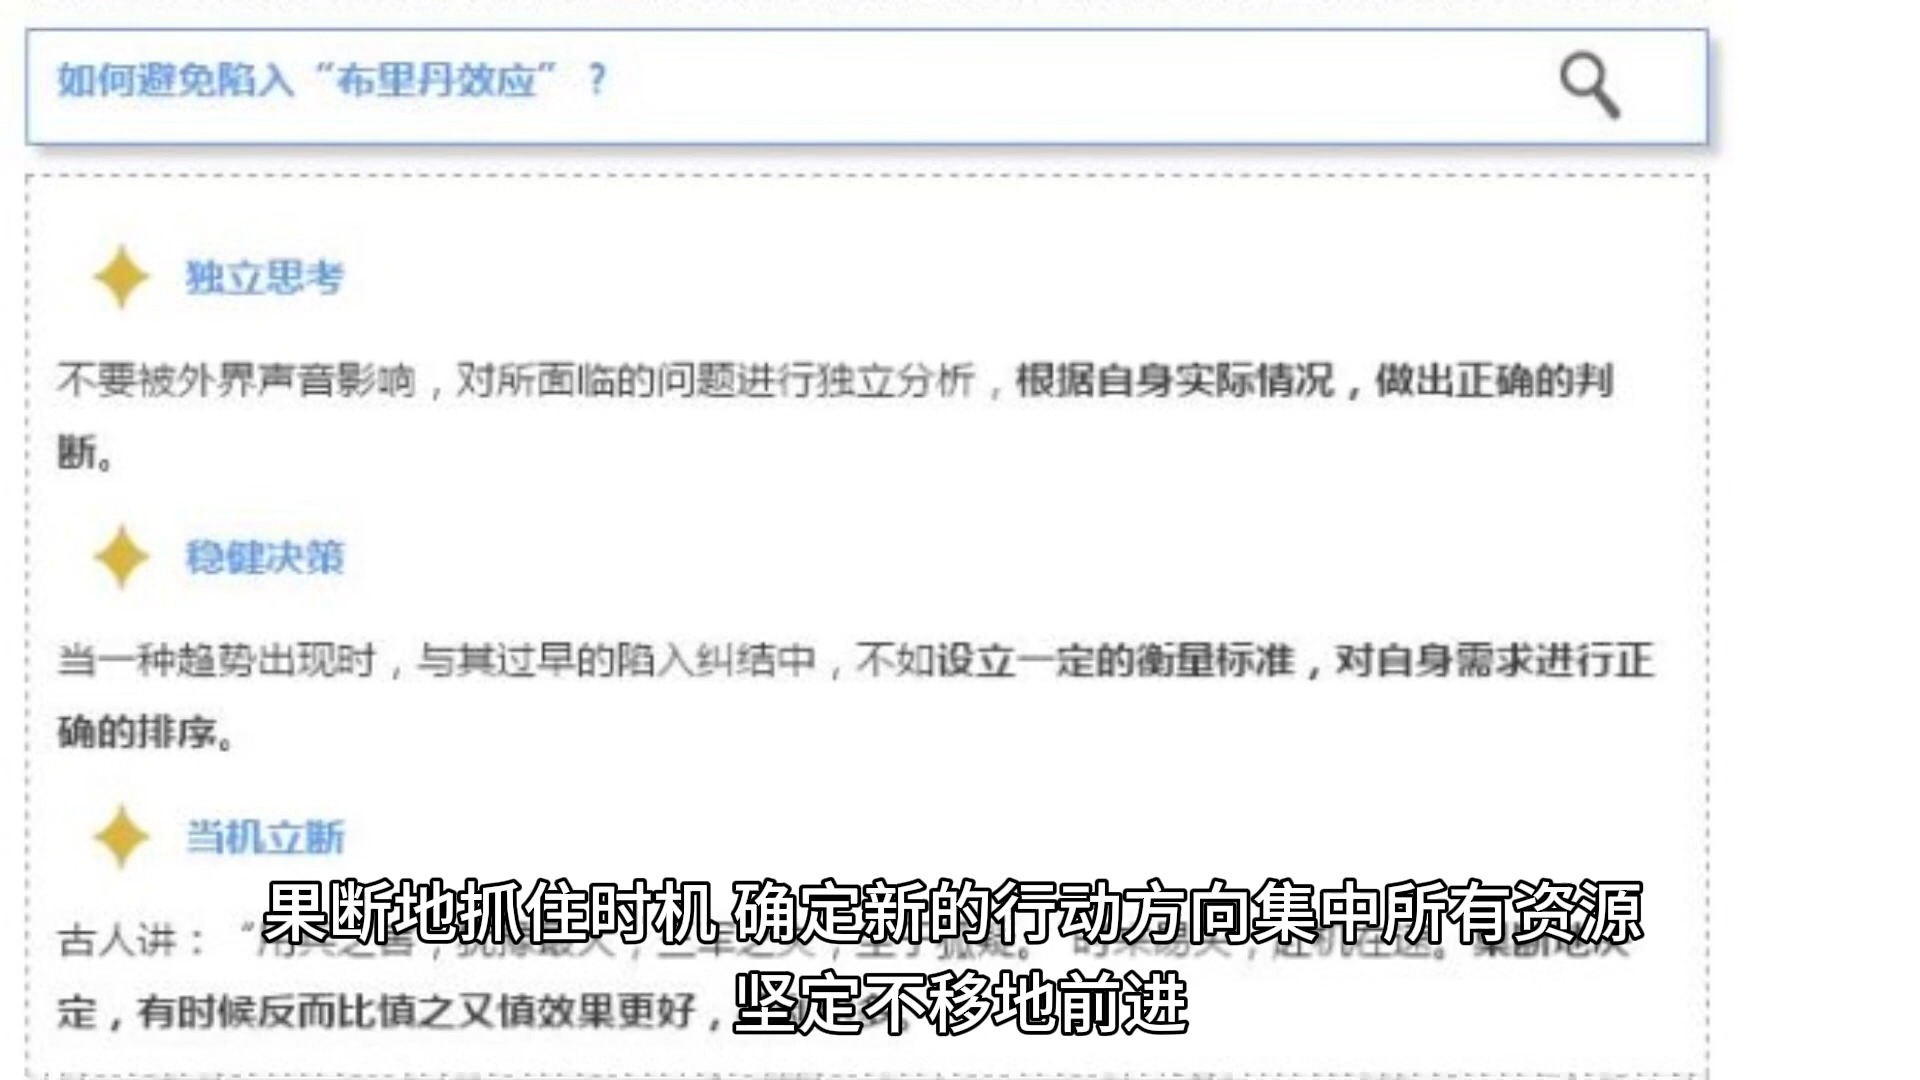 如何避免陷入“布里丹效应”？
独立思考
不要被外界声音影响，对所面临的问题进行独立分析，根据自身实际情况，做出正确的判
断。
稳健决策
当一种趋势出现时，与其过早的陷入纠结中，不如设立一定的衡量标准，对自身需求进行正
确的排序。
当机立断
古人讲：
定，有时候反而比慎之又慎效果更好，
果断地抓住时机 确定新的行动方向集中所有资源
坚定不移地前进